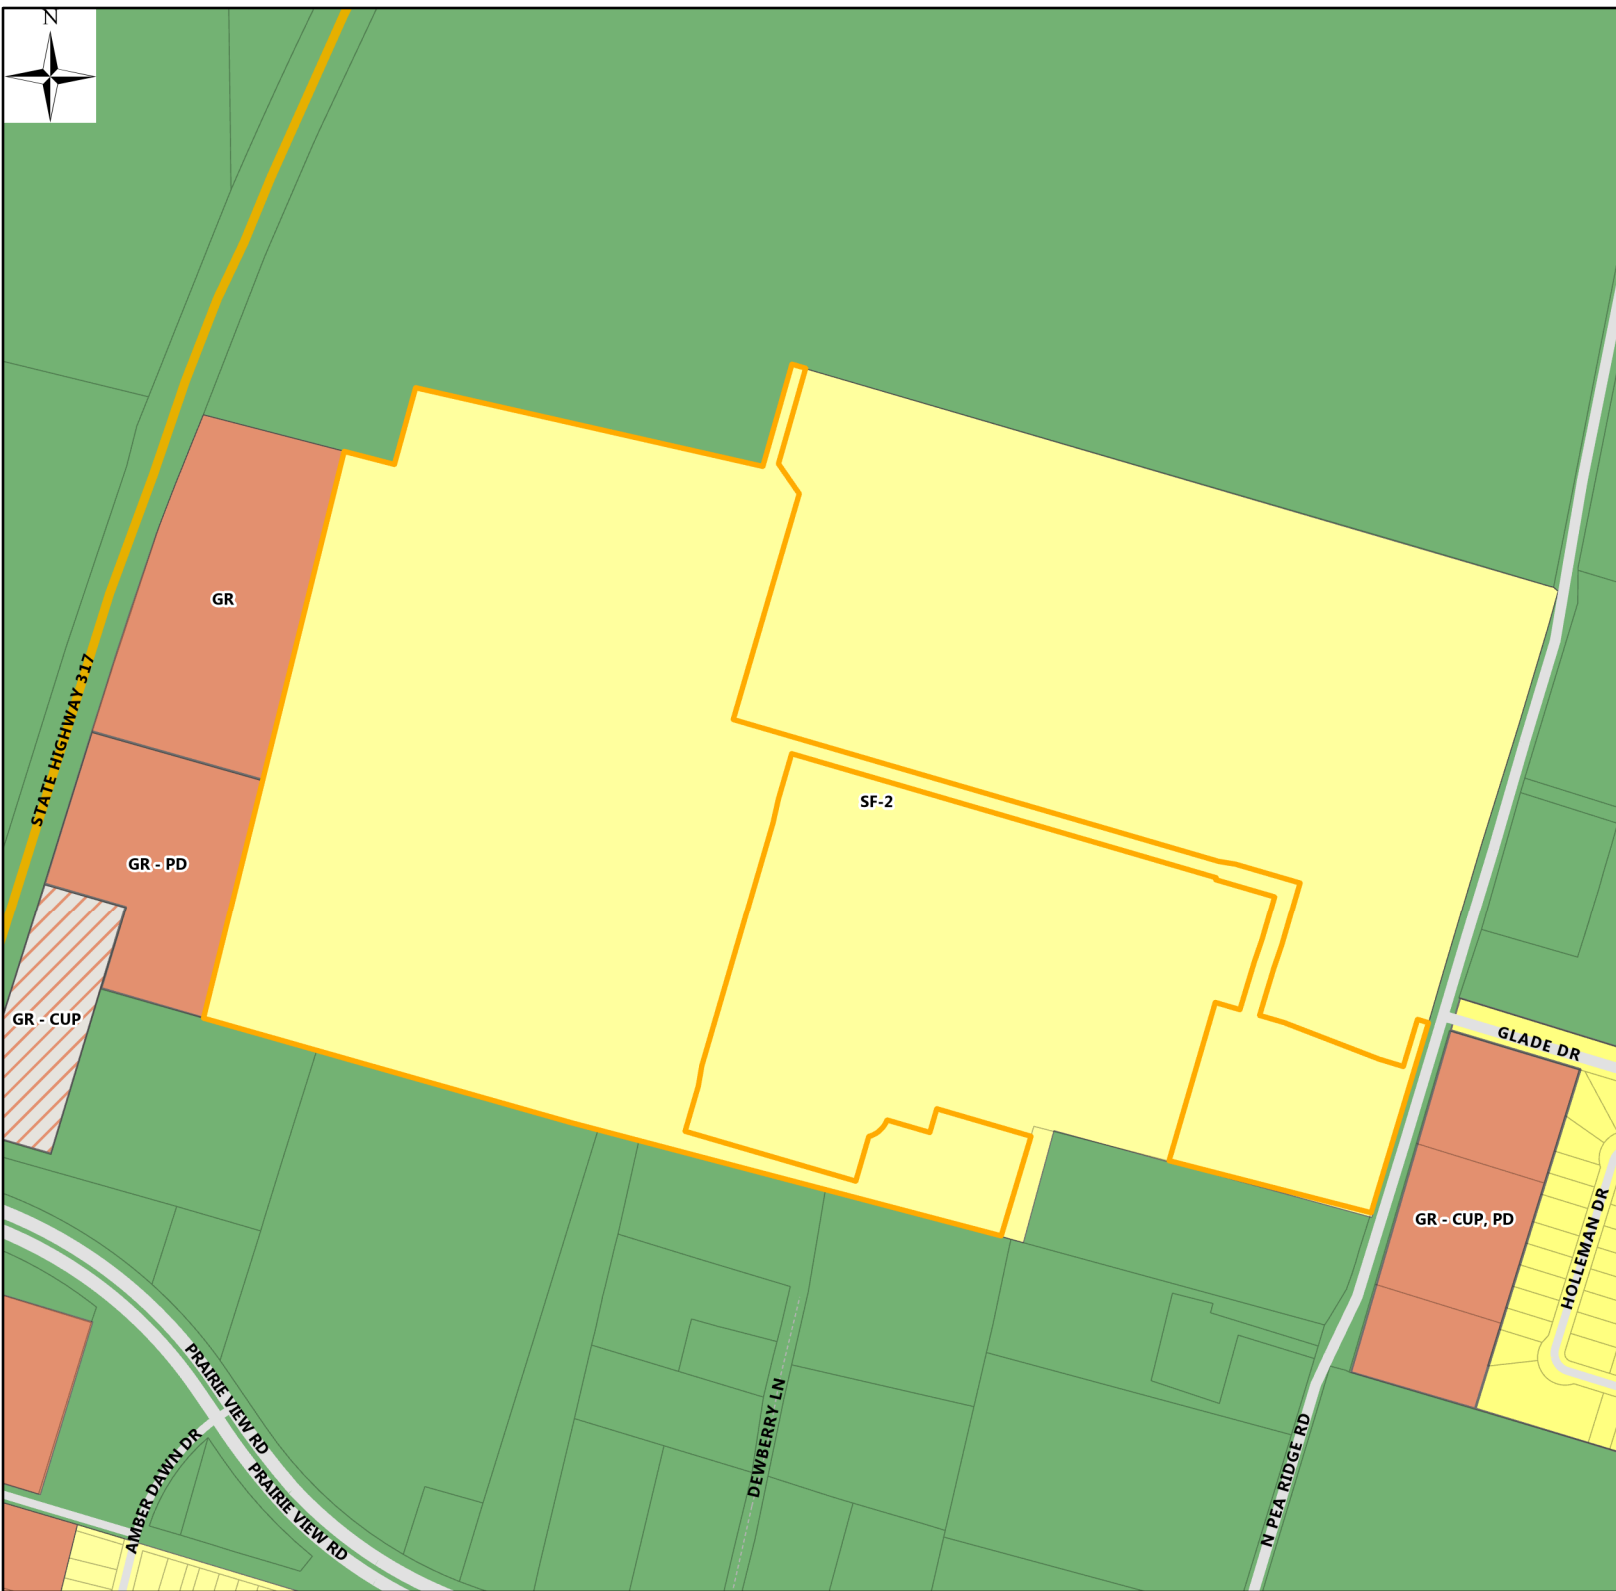 N
GR
STATE HIGHWAY 317
SF-2
GR - PD
GR - CUP
GLADE DR
GR - CUP, PD
HOLLEMAN DR
PRAIRIE VIEW RD
DEWBERRY LN
N PEA RIDGE RD
AMBER DAWN DR
PRAIRIE VIEW RD